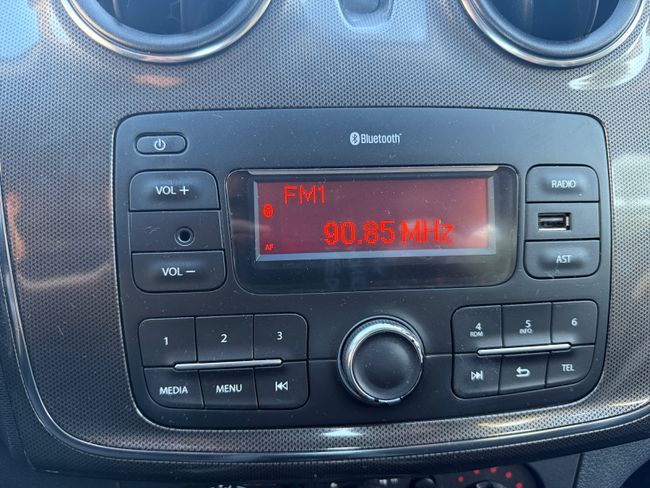 Bluetooth
VOL +
VOL −
FM1
90.85 MHz
AF
RADIO
AST
1
2
3
MEDIA
MENU
4
RDM
5
INFO
6
TEL